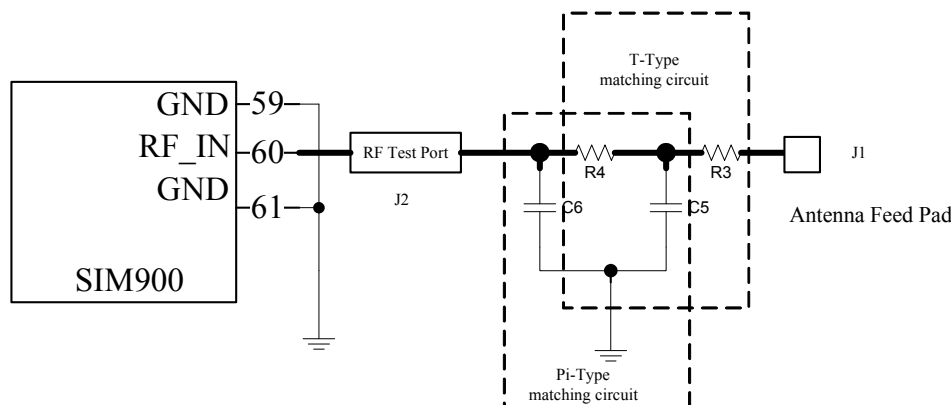 T-Type
matching circuit
GND 59
RF_IN 60
GND
61
SIM900
RF Test Port
J2
R4
R3
J1
C6
C5
Antenna Feed Pad
Pi-Type
matching circuit